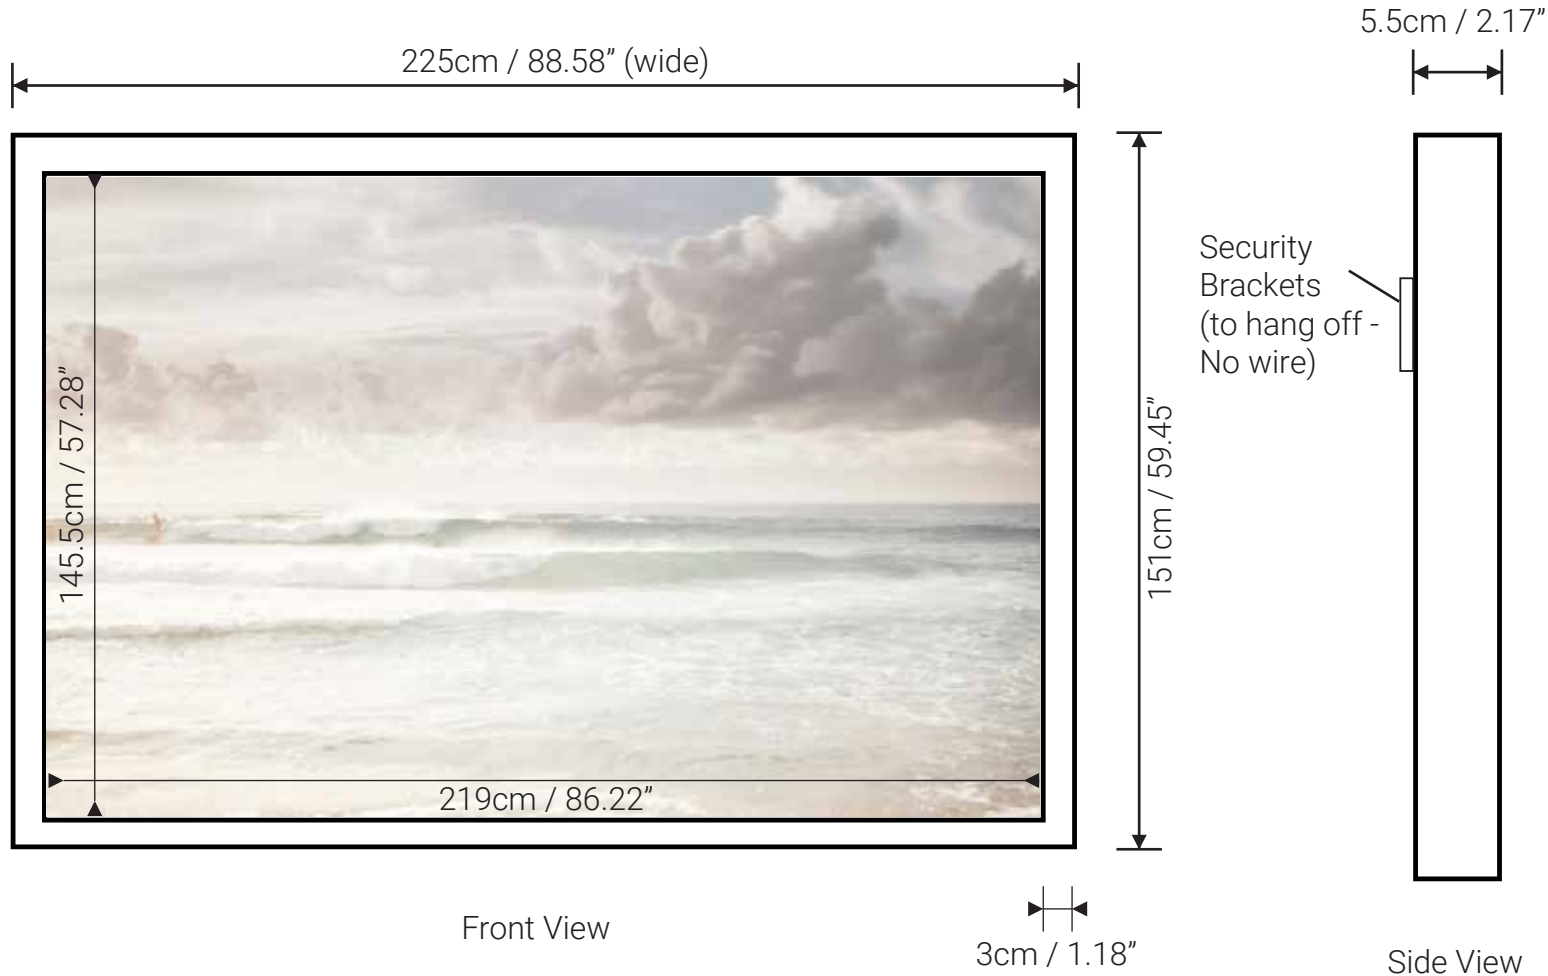 5.5cm / 2.17”
225cm / 88.58” (wide)
Security
Brackets
(to hang off -
No wire)
145.5cm / 57.28”
151cm / 59.45”
219cm / 86.22”
Front View
3cm / 1.18”
Side View